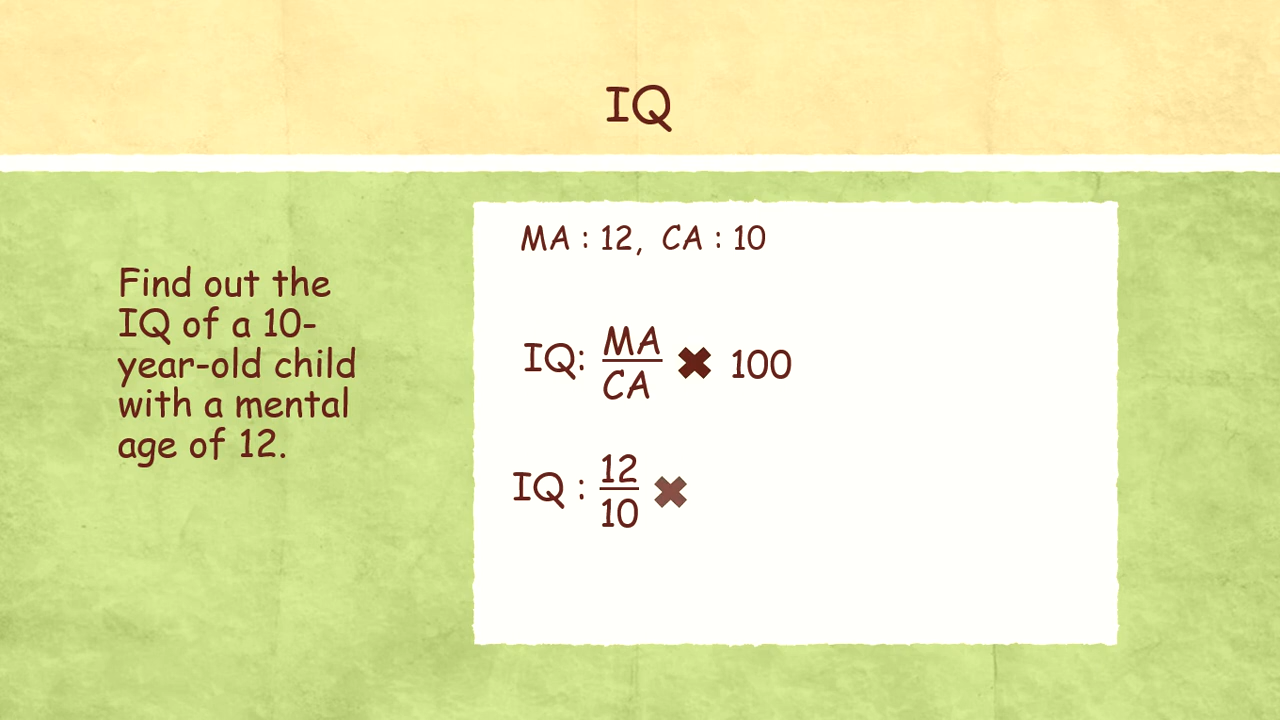 IQ
Find out the
IQ of a 10-
year-old child
with a mental
age of 12.
MA : 12, CA : 10
IQ: MA/CA ✖ 100
IQ : 12/10 ✖